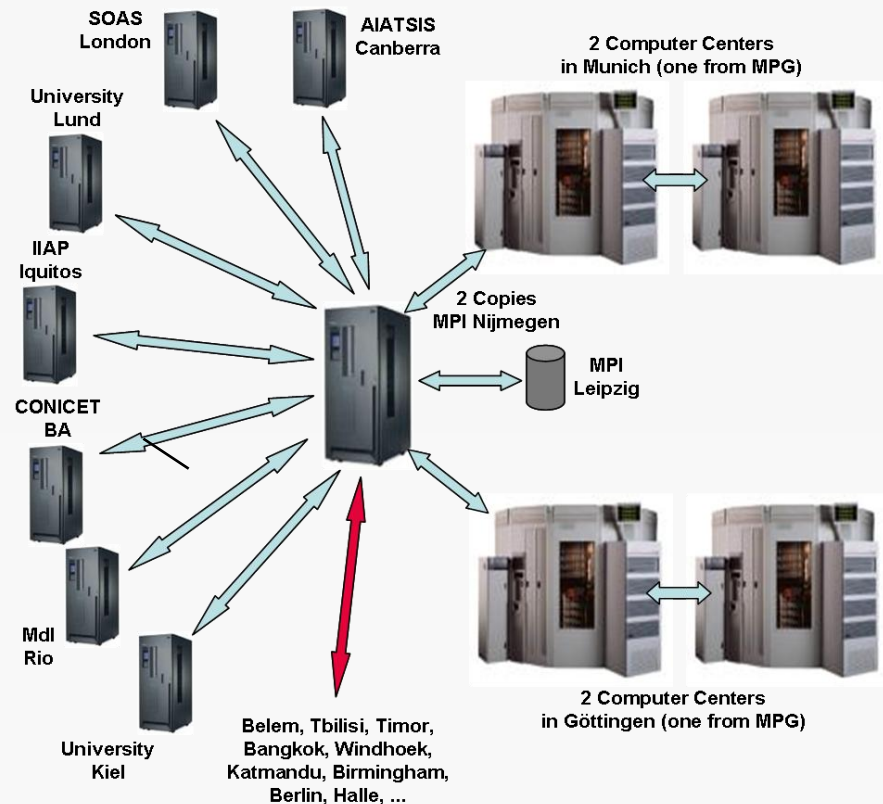 SOAS
London
AIATSIS
Canberra
2 Computer Centers
in Munich (one from MPG)
University
Lund
IIAP
Iquitos
2 Copies
MPI Nijmegen
MPI
Leipzig
CONICET
BA
MdI
Rio
University
Kiel
2 Computer Centers
in Göttingen (one from MPG)
Belem, Tbilisi, Timor,
Bangkok, Windhoek,
Katmandu, Birmingham,
Berlin, Halle, ...